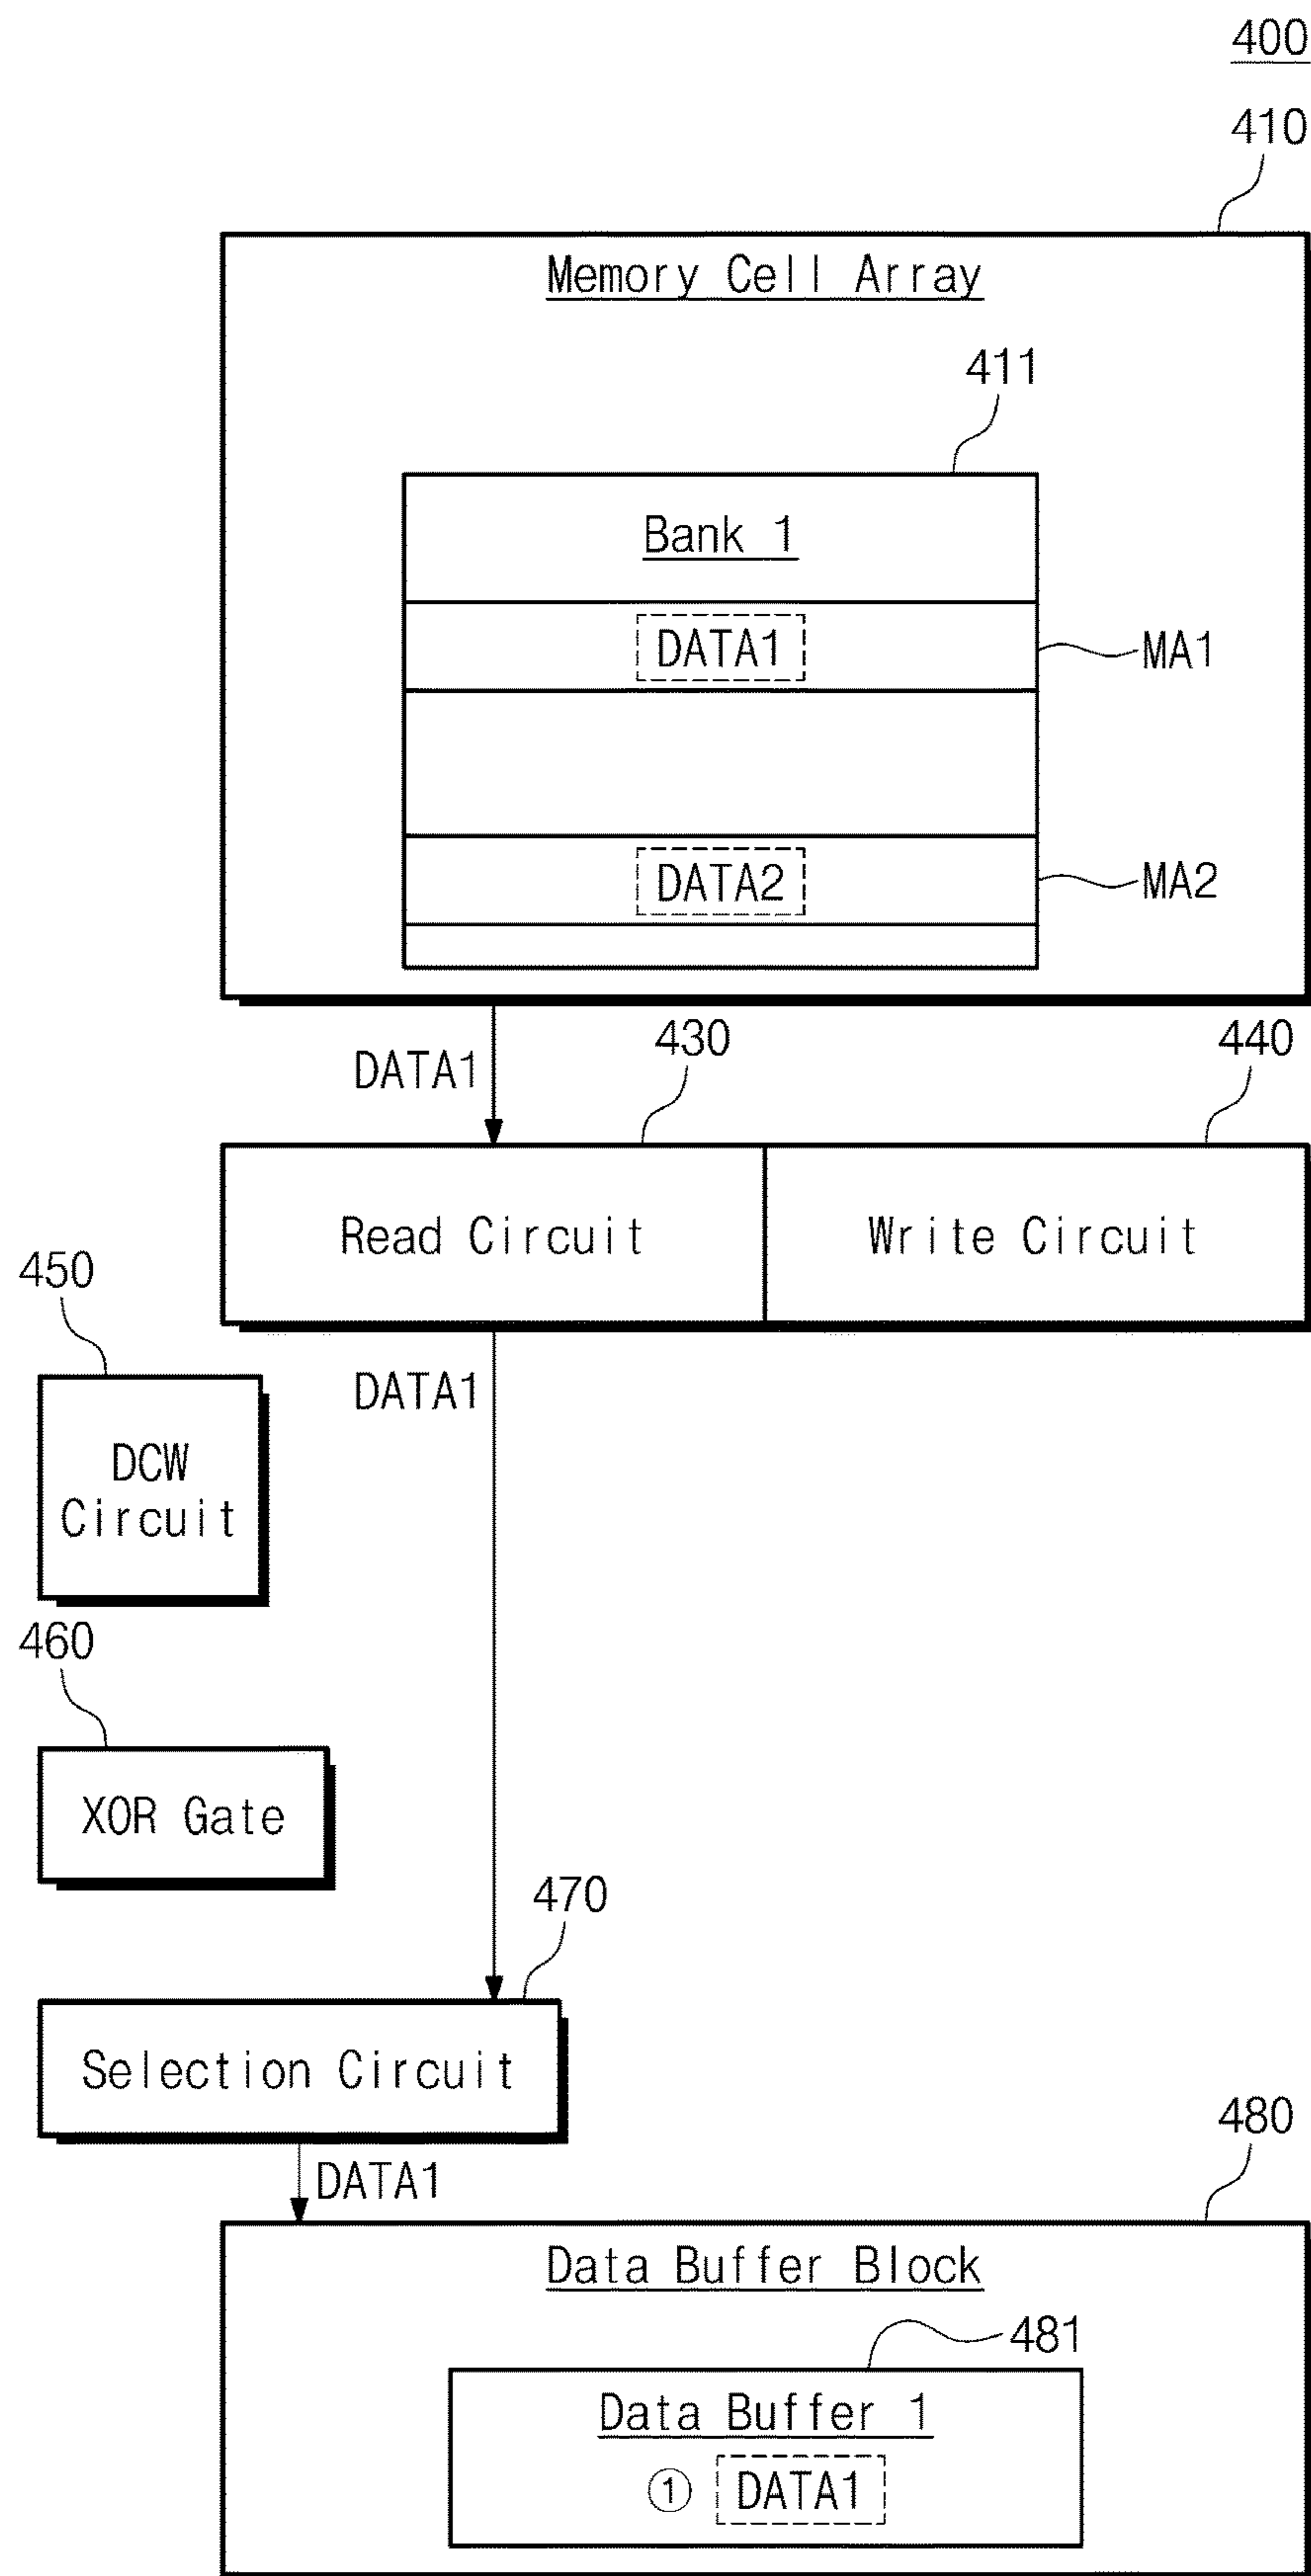 400
410
Memory Cell Array
411
Bank 1
DATA1
MA1
DATA2
MA2
DATA1
430
440
Read Circuit
Write Circuit
450
DATA1
DCW
Circuit
460
XOR Gate
470
Selection Circuit
480
DATA1
Data Buffer Block
481
Data Buffer 1
① DATA1